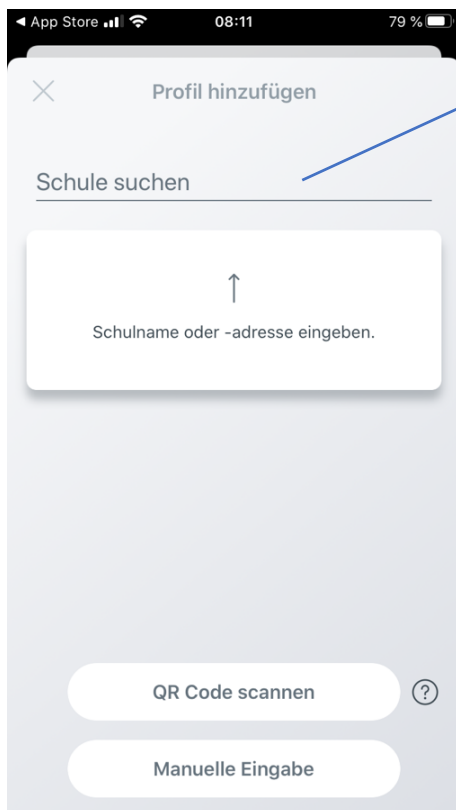 ◀ App Store 08:11 79 %
Profil hinzufügen
Schule suchen
↑
Schulname oder -adresse eingeben.
QR Code scannen ?
Manuelle Eingabe